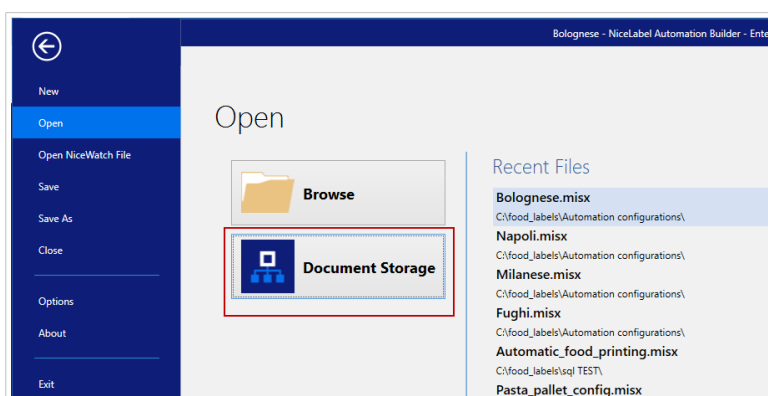 Bolognese - NiceLabel Automation Builder - Ente
New
Open
Open NiceWatch File
Save
Save As
Close
Options
About
Exit
Open
Browse
Document Storage
Recent Files
Bolognese.misx
C:\food_labels\Automation configurations\
Napoli.misx
C:\food_labels\Automation configurations\
Milanese.misx
C:\food_labels\Automation configurations\
Fughi.misx
C:\food_labels\Automation configurations\
Automatic_food_printing.misx
C:\food_labels\sql TEST\
Pasta_pallet_config.misx